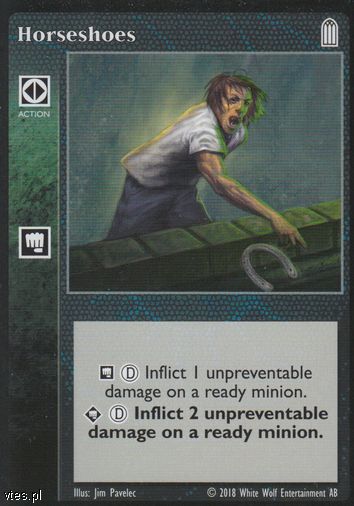 Horseshoes
ACTION
D Inflict 1 unpreventable
damage on a ready minion.
D Inflict 2 unpreventable
damage on a ready minion.
Illus: Jim Pavelec © 2018 White Wolf Entertainment AB
vtes.pl